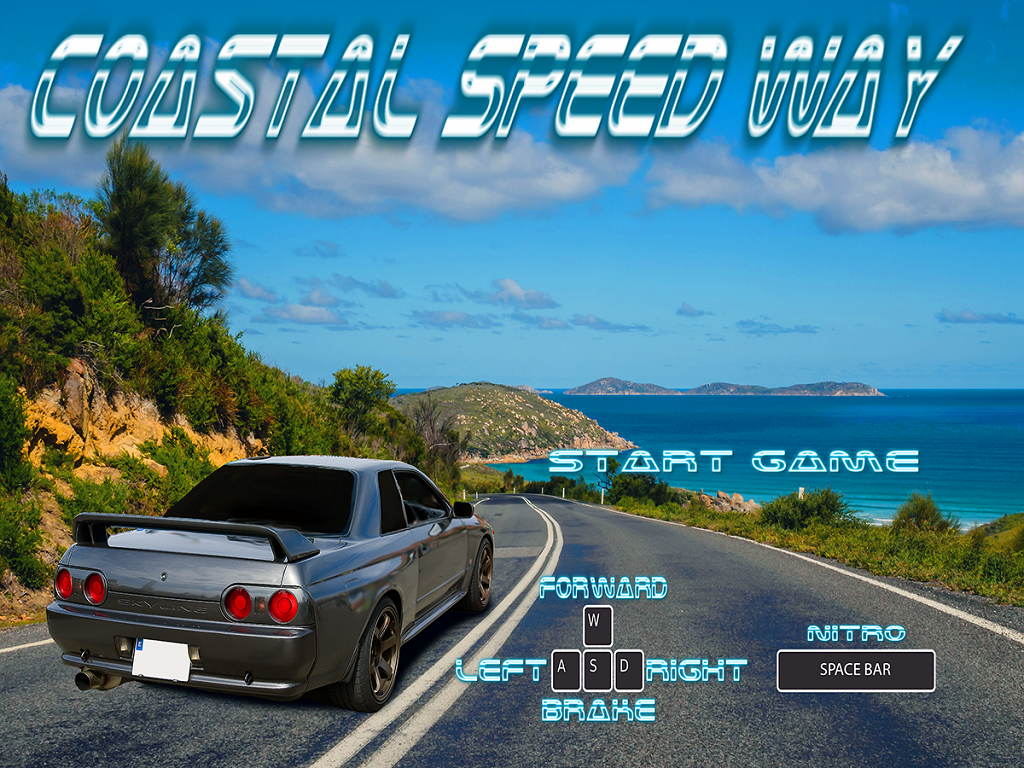 COASTAL SPEED WAY
START GAME
SKYLINE
FORWARD
W
LEFT A S D RIGHT
BRAKE
NITRO
SPACE BAR